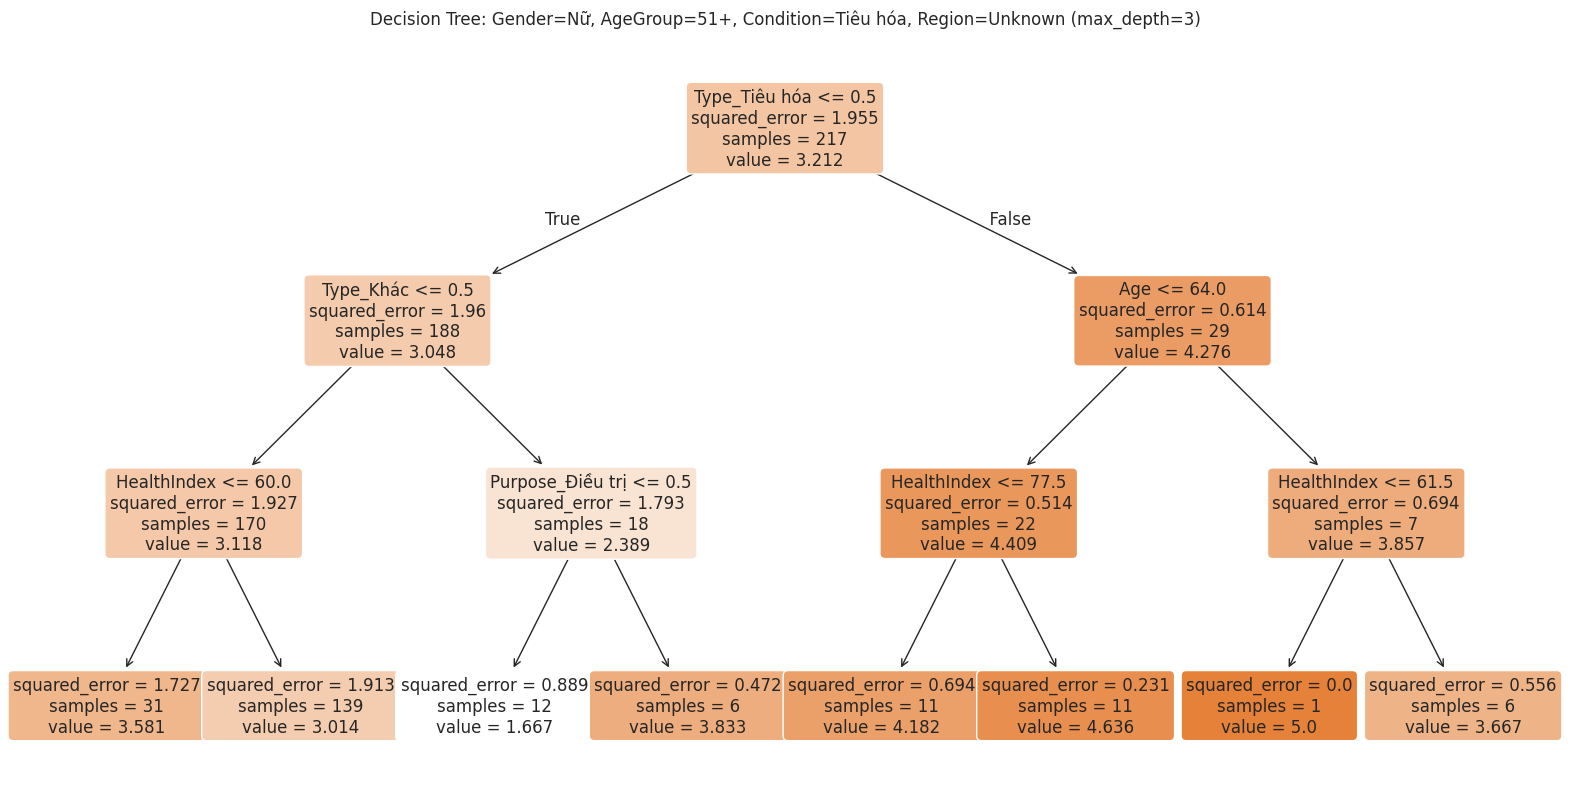 Decision Tree: Gender=Nữ, AgeGroup=51+, Condition=Tiêu hóa, Region=Unknown (max_depth=3)
Type_Tiêu hóa <= 0.5
squared_error = 1.955
samples = 217
value = 3.212
True
False
Type_Khác <= 0.5
squared_error = 1.96
samples = 188
value = 3.048
Age <= 64.0
squared_error = 0.614
samples = 29
value = 4.276
HealthIndex <= 60.0
squared_error = 1.927
samples = 170
value = 3.118
Purpose_Điều trị <= 0.5
squared_error = 1.793
samples = 18
value = 2.389
HealthIndex <= 77.5
squared_error = 0.514
samples = 22
value = 4.409
HealthIndex <= 61.5
squared_error = 0.694
samples = 7
value = 3.857
squared_error = 1.727
samples = 31
value = 3.581
squared_error = 1.913
samples = 139
value = 3.014
squared_error = 0.889
samples = 12
value = 1.667
squared_error = 0.472
samples = 6
value = 3.833
squared_error = 0.694
samples = 11
value = 4.182
squared_error = 0.231
samples = 11
value = 4.636
squared_error = 0.0
samples = 1
value = 5.0
squared_error = 0.556
samples = 6
value = 3.667